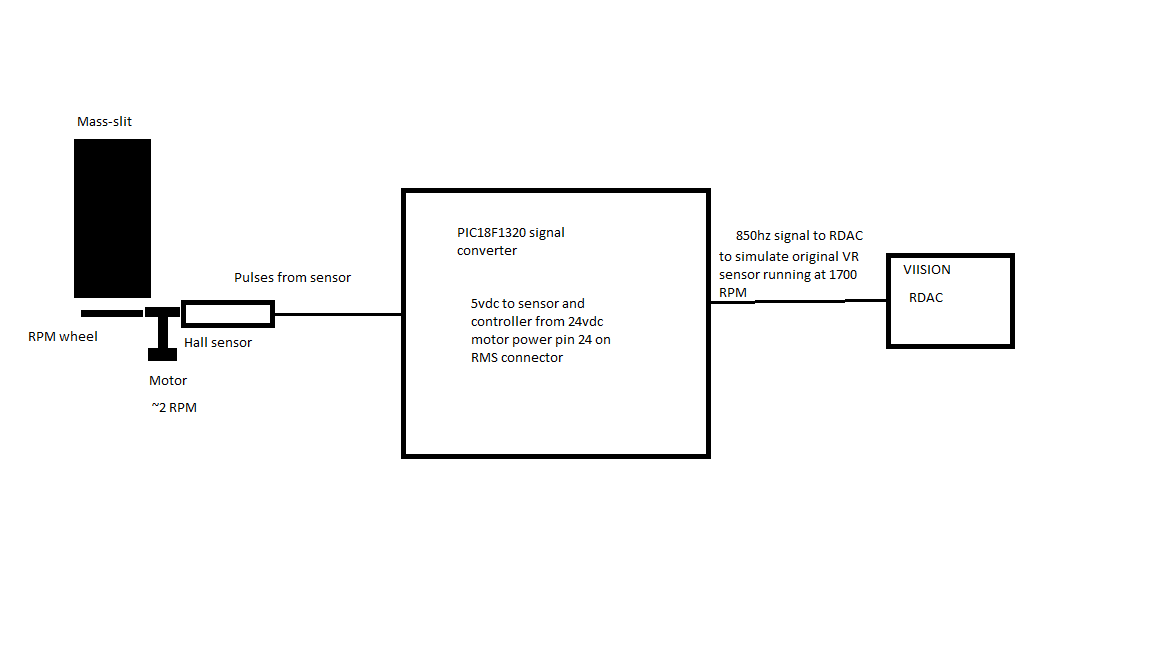 Mass-slit
RPM wheel
Motor
~2 RPM
Hall sensor
Pulses from sensor
PIC18F1320 signal
converter
5vdc to sensor and
controller from 24vdc
motor power pin 24 on
RMS connector
850hz signal to RDAC
to simulate original VR
sensor running at 1700
RPM
VIISION
RDAC